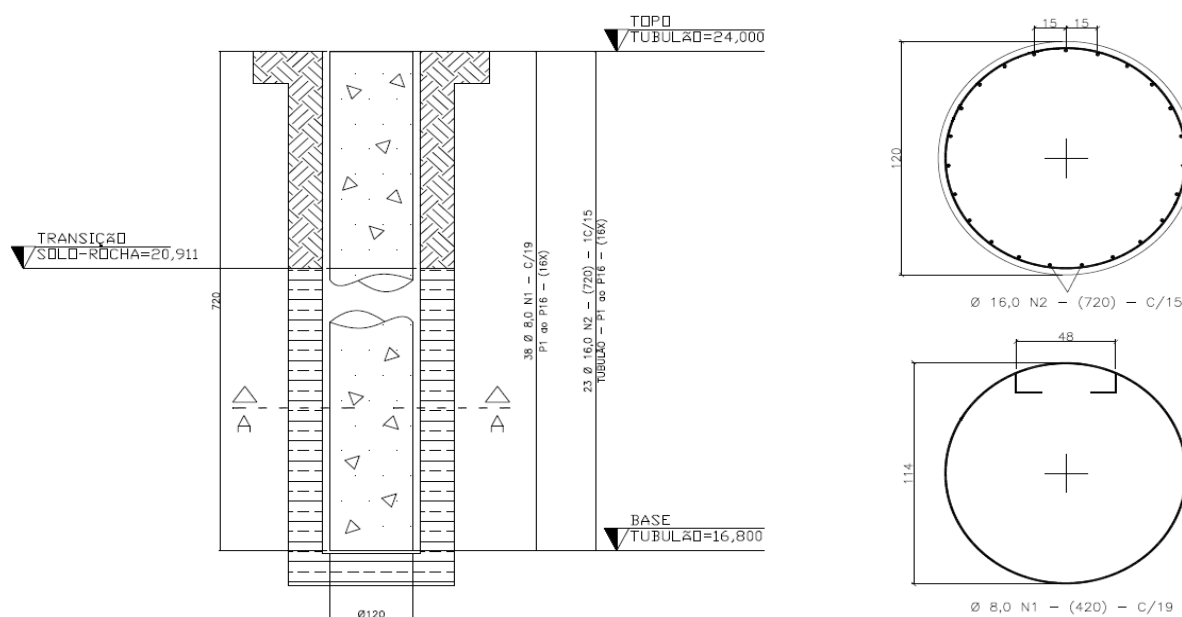 TOPO
TUBULÃO=24,000
TRANSIÇÃO
SOLO-ROCHA=20,911
720
38 Ø 8,0 N1 - C/19
P1 ao P16 - (16X)
23 Ø 16,0 N2 - (720) - 1C/15
TUBULÃO - P1 ao P16 - (16X)
A
A
BASE
TUBULÃO=16,800
Ø120
15
15
120
Ø 16,0 N2 - (720) - C/15
48
114
Ø 8,0 N1 - (420) - C/19